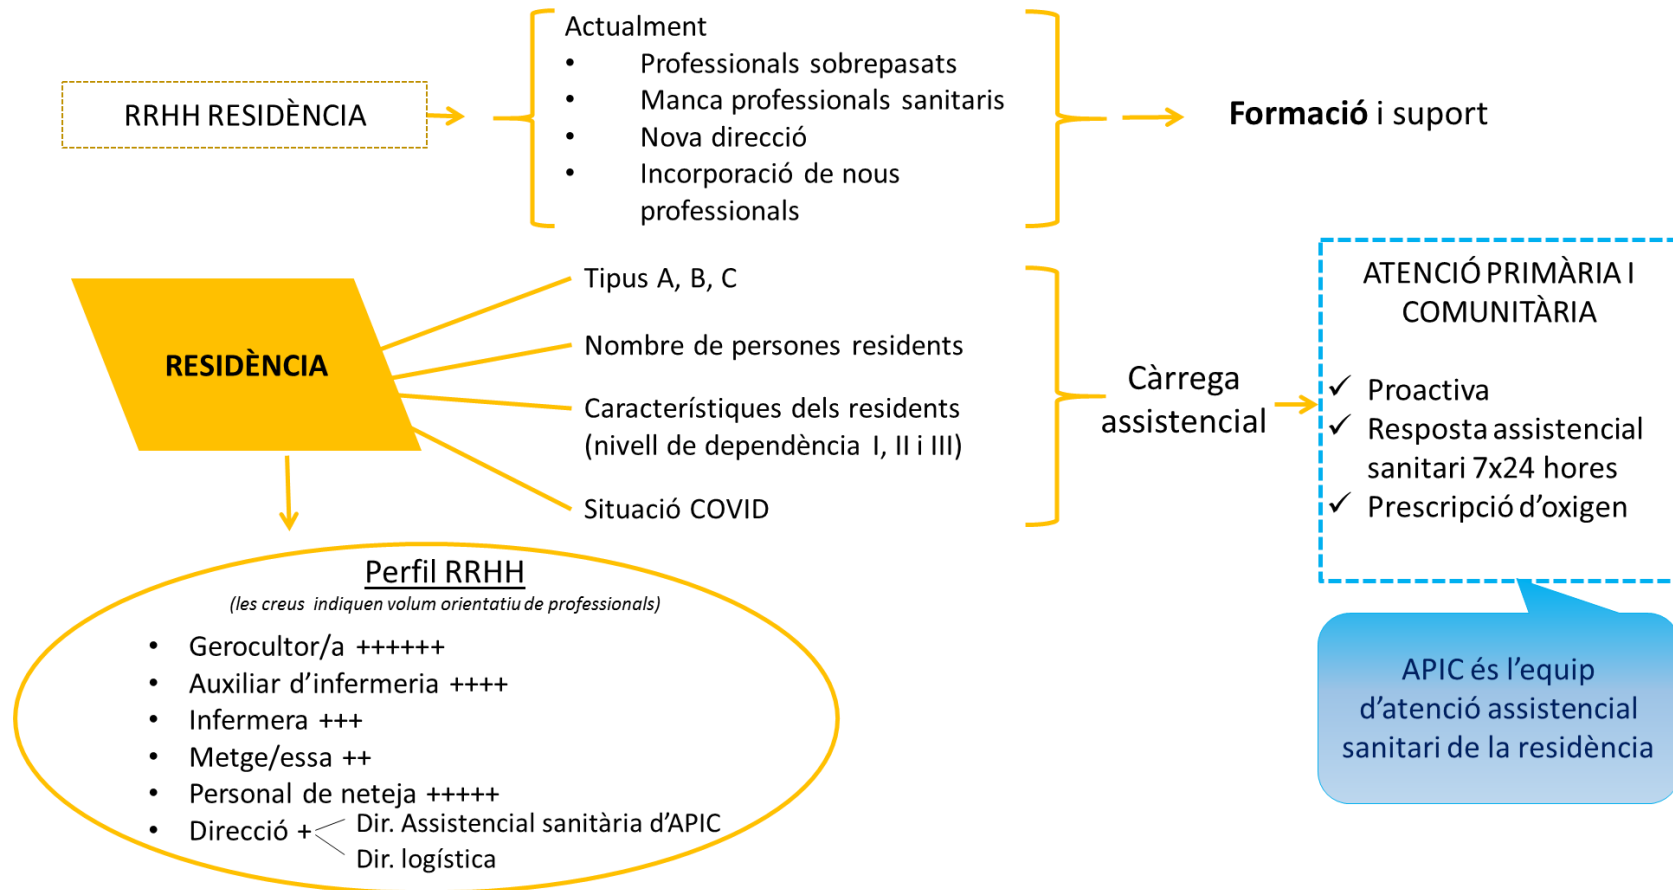 RRHH RESIDÈNCIA
Actualment
• Professionals sobrepasats
• Manca professionals sanitaris
• Nova direcció
• Incorporació de nous
professionals
Formació i suport
RESIDÈNCIA
Tipus A, B, C
Nombre de persones residents
Característiques dels residents
(nivell de dependència I, II i III)
Situació COVID
Càrrega
assistencial
ATENCIÓ PRIMÀRIA I
COMUNITÀRIA
✓ Proactiva
✓ Resposta assistencial
sanitari 7x24 hores
✓ Prescripció d’oxigen
APIC és l’equip
d’atenció assistencial
sanitari de la residència
Perfil RRHH
(les creus indiquen volum orientatiu de professionals)
• Gerocultor/a ++++++
• Auxiliar d’infermeria ++++
• Infermera +++
• Metge/essa ++
• Personal de neteja +++++
• Direcció +
Dir. Assistencial sanitària d’APIC
Dir. logística